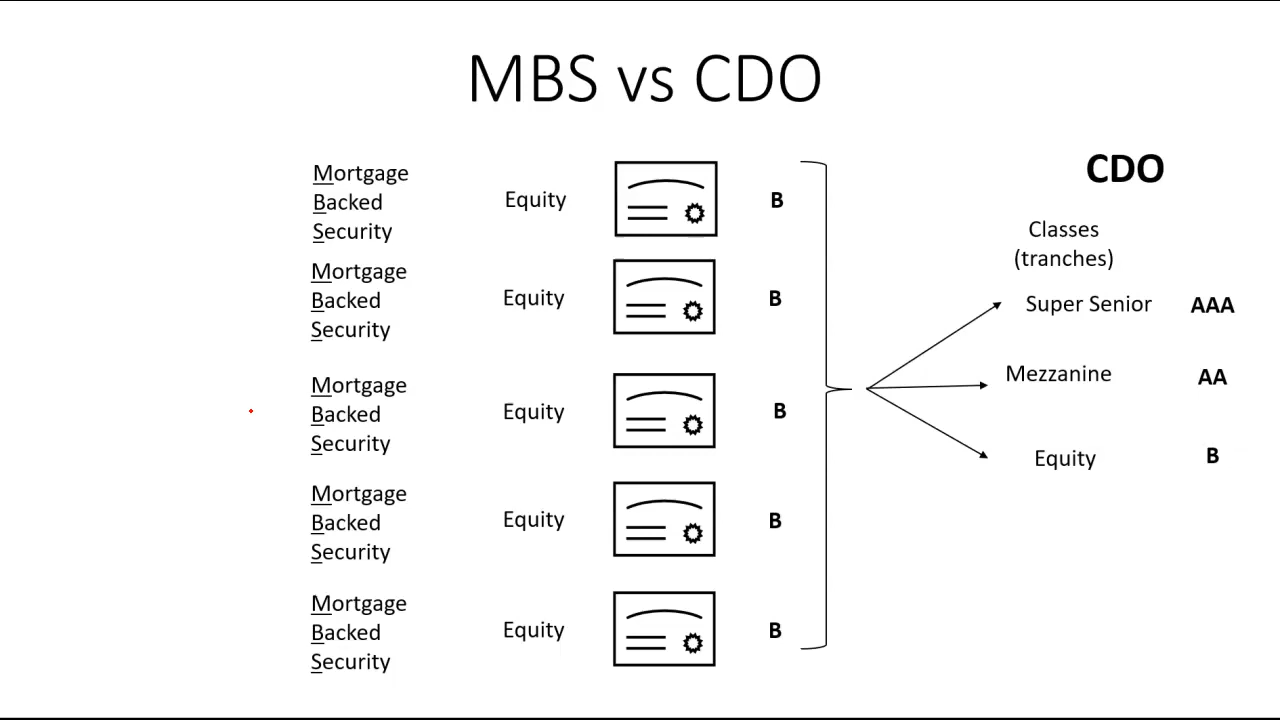 MBS vs CDO
Mortgage
Backed
Security
Equity
B
Mortgage
Backed
Security
Equity
B
Mortgage
Backed
Security
Equity
B
Mortgage
Backed
Security
Equity
B
Mortgage
Backed
Security
Equity
B
CDO
Classes
(tranches)
Super Senior AAA
Mezzanine AA
Equity B